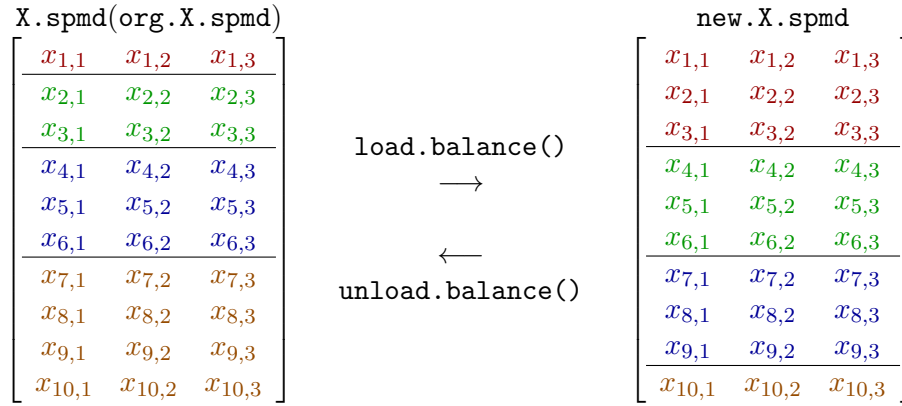 X.spmd(org.X.spmd)
x1,1 x1,2 x1,3
x2,1 x2,2 x2,3
x3,1 x3,2 x3,3
x4,1 x4,2 x4,3
x5,1 x5,2 x5,3
x6,1 x6,2 x6,3
x7,1 x7,2 x7,3
x8,1 x8,2 x8,3
x9,1 x9,2 x9,3
x10,1 x10,2 x10,3
load.balance()
⟶
⟵
unload.balance()
new.X.spmd
x1,1 x1,2 x1,3
x2,1 x2,2 x2,3
x3,1 x3,2 x3,3
x4,1 x4,2 x4,3
x5,1 x5,2 x5,3
x6,1 x6,2 x6,3
x7,1 x7,2 x7,3
x8,1 x8,2 x8,3
x9,1 x9,2 x9,3
x10,1 x10,2 x10,3